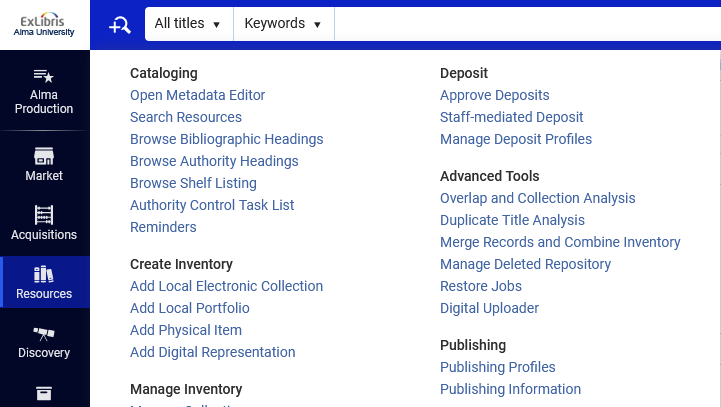 ExLibris
Alma University
All titles
Keywords
Alma
Production
Market
Acquisitions
Resources
Discovery
Cataloging
Open Metadata Editor
Search Resources
Browse Bibliographic Headings
Browse Authority Headings
Browse Shelf Listing
Authority Control Task List
Reminders
Create Inventory
Add Local Electronic Collection
Add Local Portfolio
Add Physical Item
Add Digital Representation
Manage Inventory
Deposit
Approve Deposits
Staff-mediated Deposit
Manage Deposit Profiles
Advanced Tools
Overlap and Collection Analysis
Duplicate Title Analysis
Merge Records and Combine Inventory
Manage Deleted Repository
Restore Jobs
Digital Uploader
Publishing
Publishing Profiles
Publishing Information